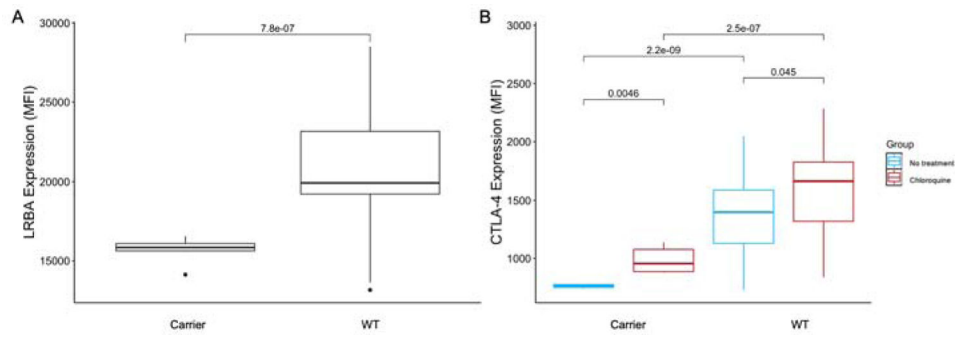 A
LRBA Expression (MFI)
30000
25000
20000
15000
7.8e-07
Carrier
WT
B
CTLA-4 Expression (MFI)
3000
2500
2000
1500
1000
2.5e-07
2.2e-09
0.045
0.0046
Carrier
WT
Group
No treatment
Chloroquine